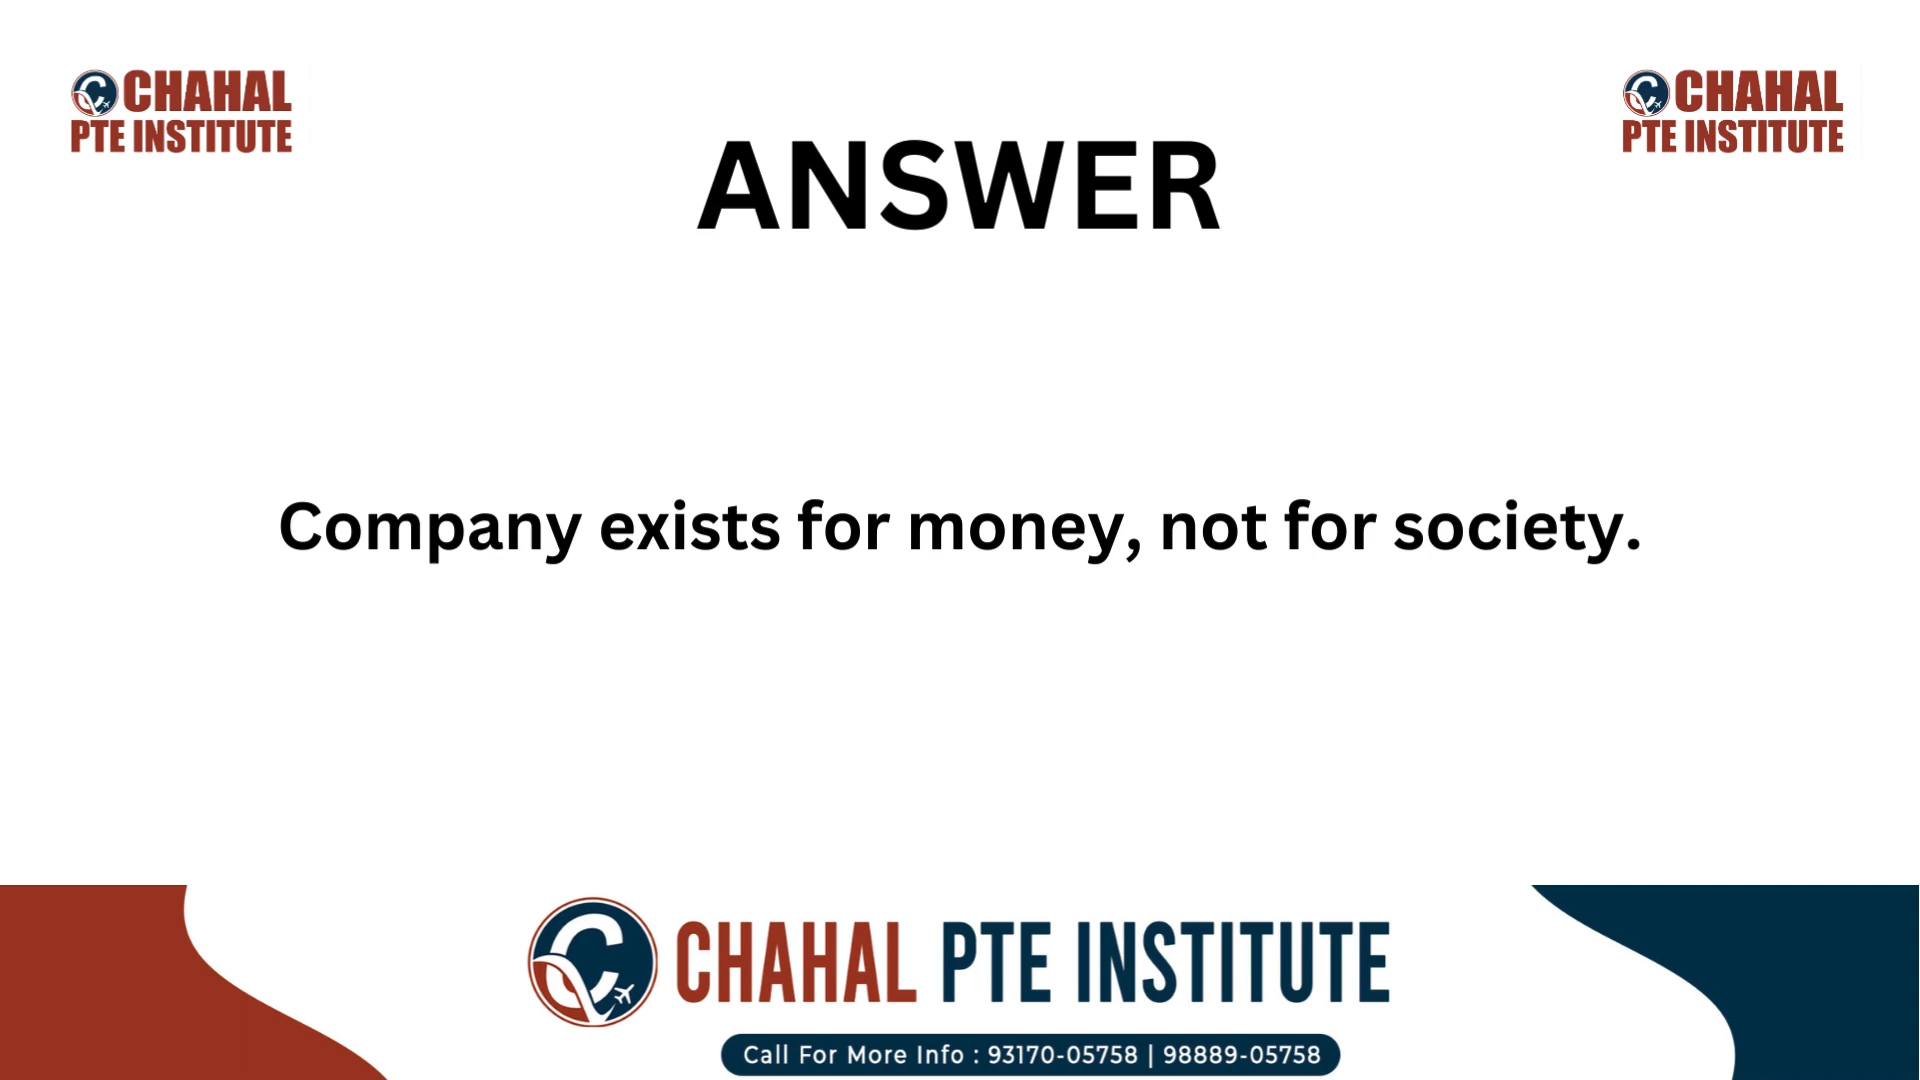 CHAHAL
PTE INSTITUTE
CHAHAL
PTE INSTITUTE
ANSWER
Company exists for money, not for society.
CHAHAL PTE INSTITUTE
Call For More Info : 93170-05758 | 98889-05758